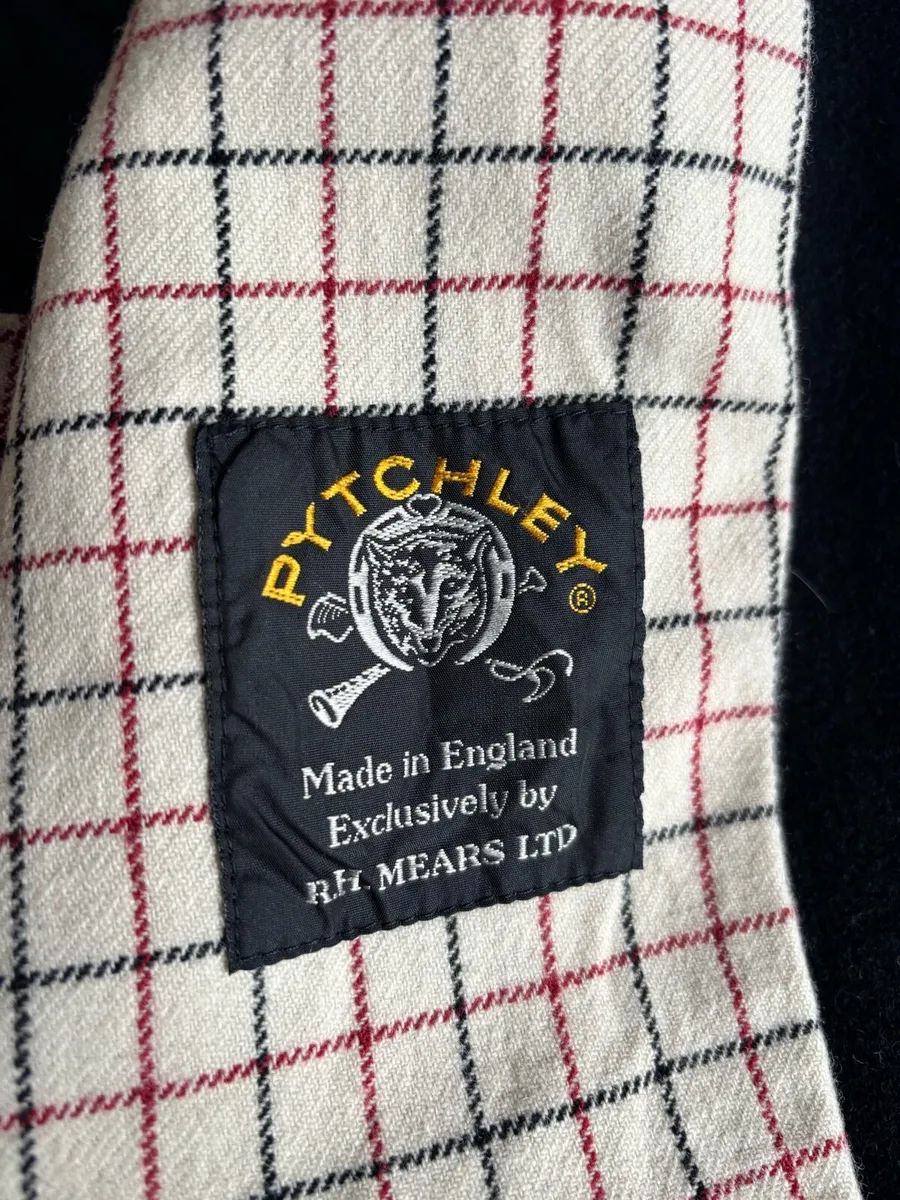 PYTCHLEY ®
Made in England
Exclusively by
R.H. MEARS LTD